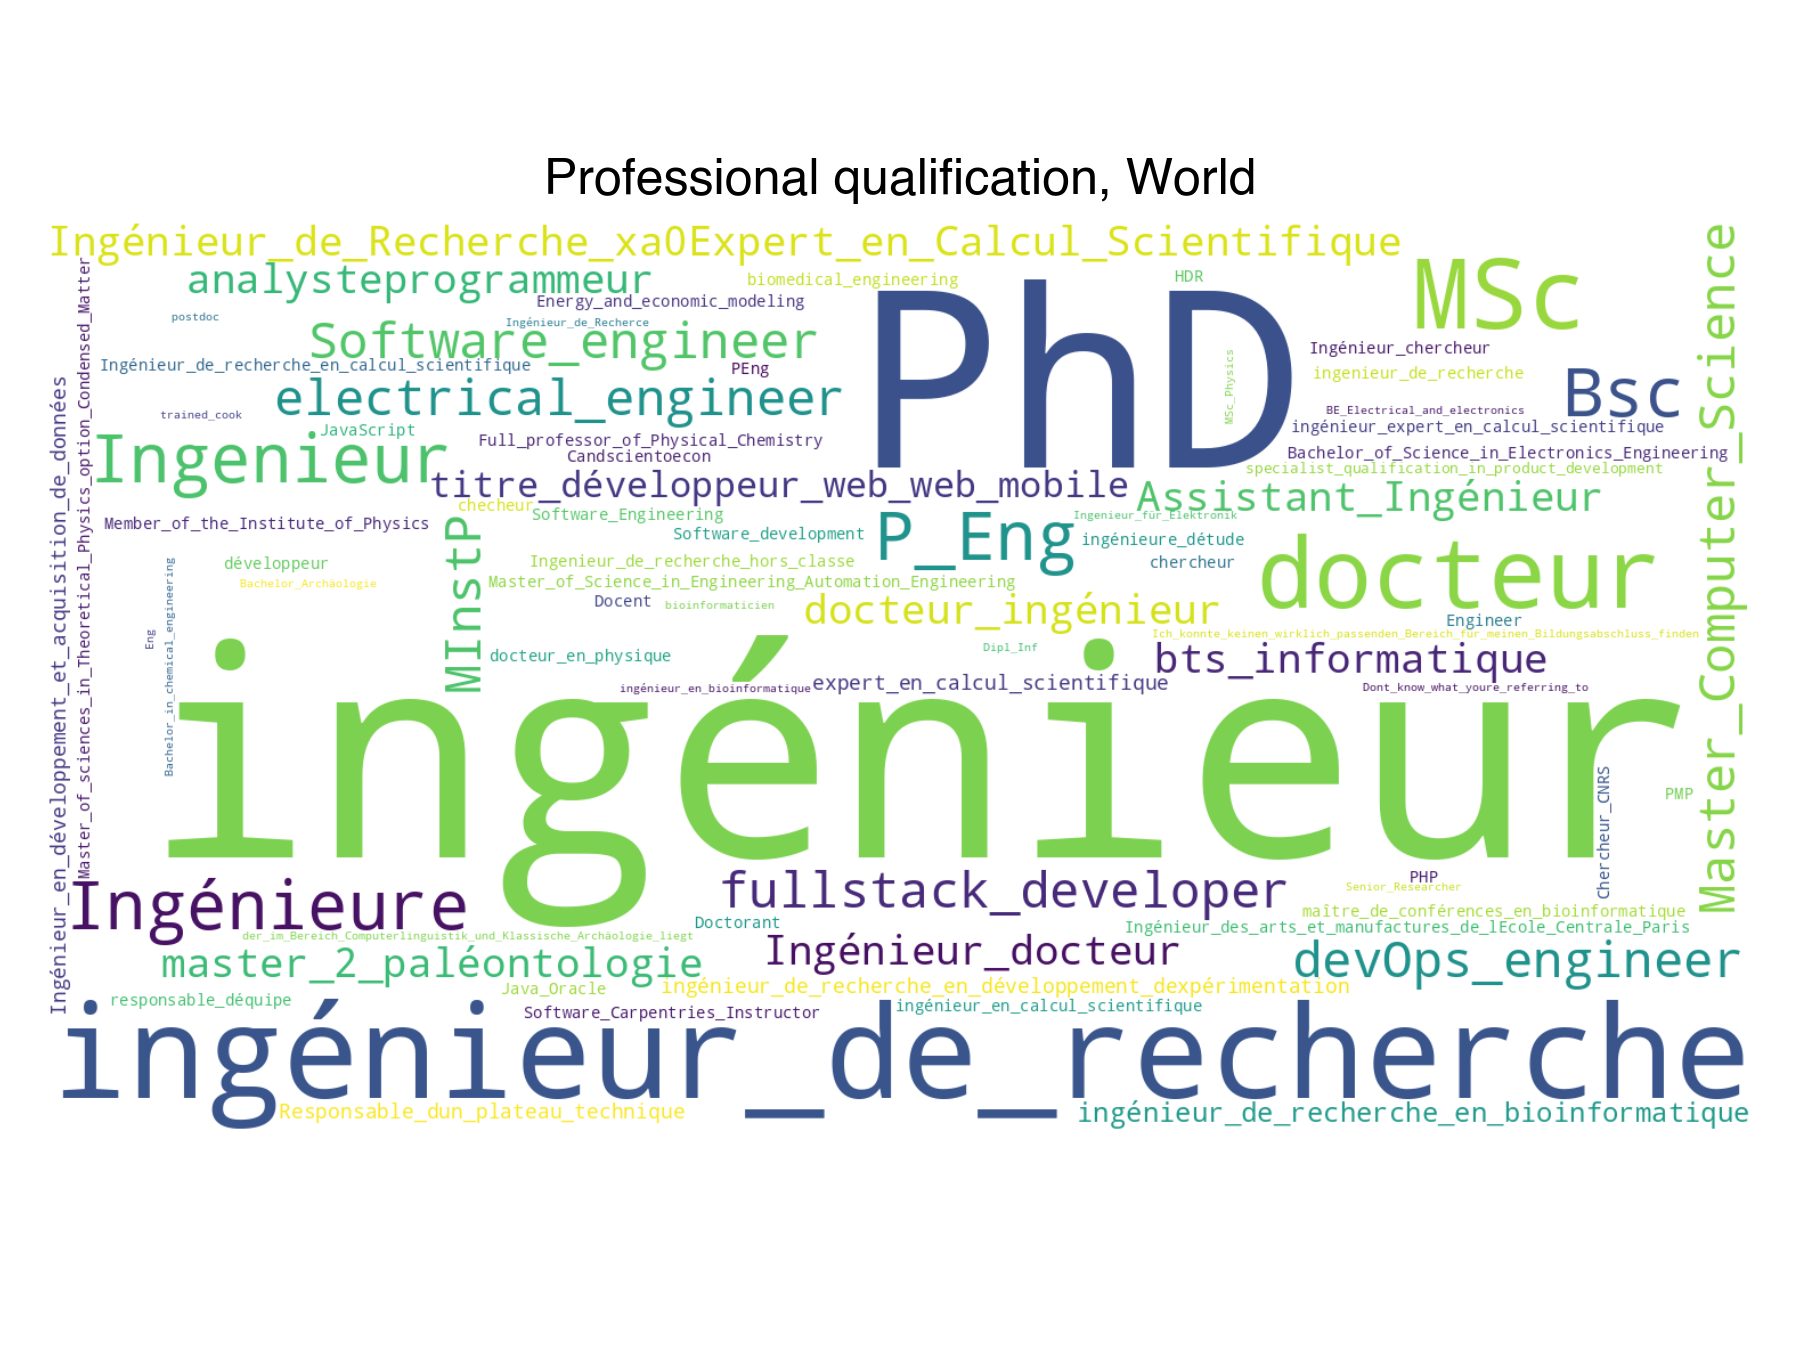 Professional qualification, World
Ingénieur_de_Recherche_xa0Expert_en_Calcul_Scientifique
analysteprogrammeur
biomedical_engineering
HDR
MSc
Master_Computer_Science
Energy_and_economic_modeling
PhD
postdoc
Ingénieur_de_Recherce
Software_engineer
Ingénieur_chercheur
Ingénieur_de_recherche_en_calcul_scientifique
PEng
MSc_Physics
ingenieur_de_recherche
Bsc
electrical_engineer
trained_cook
BE_Electrical_and_electronics
JavaScript
ingénieur_expert_en_calcul_scientifique
Ingenieur
Full_professor_of_Physical_Chemistry
Candscientoecon
Bachelor_of_Science_in_Electronics_Engineering
specialist_qualification_in_product_development
titre_développeur_web_web_mobile
Assistant_Ingénieur
checheur
Software_Engineering
Ingenieur_für_Elektronik
Member_of_the_Institute_of_Physics
MInstP
Software_development
P_Eng
ingénieure_détude
développeur
Ingenieur_de_recherche_hors_classe
chercheur
docteur
Bachelor_Archäologie
Master_of_Science_in_Engineering_Automation_Engineering
Docent
bioinformaticien
docteur_ingénieur
Engineer
Ich_konnte_keinen_wirklich_passenden_Bereich_für_meinen_Bildungsabschluss_finden
Eng
Bachelor_in_chemical_engineering
Ingénieur_en_développement_et_acquisition_de_données
Master_of_sciences_in_Theoretical_Physics_option_Condensed_Matter
docteur_en_physique
Dipl_Inf
bts_informatique
ingénieur_en_bioinformatique
expert_en_calcul_scientifique
Dont_know_what_youre_referring_to
ingénieur
Chercheur_CNRS
PMP
Ingénieure
fullstack_developer
PHP
Senior_Researcher
maître_de_conférences_en_bioinformatique
Doctorant
Ingénieur_des_arts_et_manufactures_de_lEcole_Centrale_Paris
der_im_Bereich_Computerlinguistik_und_Klassische_Archäologie_liegt
master_2_paléontologie
Ingénieur_docteur
devOps_engineer
responsable_déquipe
Java_Oracle
ingénieur_de_recherche_en_développement_dexpérimentation
Software_Carpentries_Instructor
ingénieur_en_calcul_scientifique
ingénieur_de_recherche
Responsable_dun_plateau_technique
ingénieur_de_recherche_en_bioinformatique